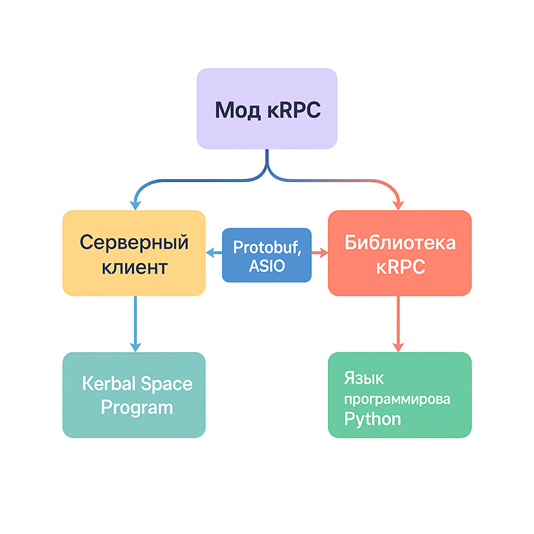 Мод кRPC
Серверный
клиент
Protobuf,
ASIO
Библиотека
кRPC
Kerbal Space
Program
Язык
программирова
Python